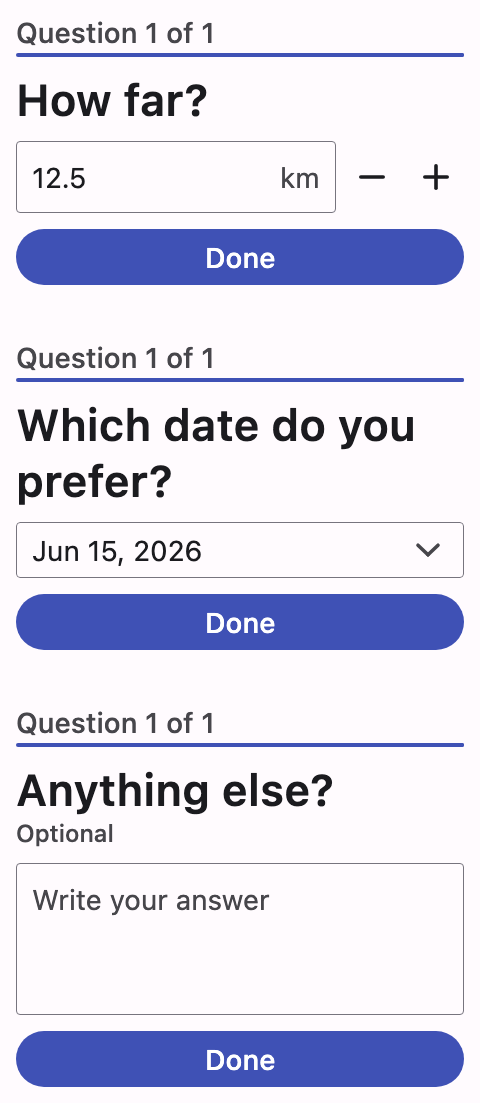 Question 1 of 1
How far?
12.5 km
Done
Question 1 of 1
Which date do you
prefer?
Jun 15, 2026
Done
Question 1 of 1
Anything else?
Optional
Write your answer
Done